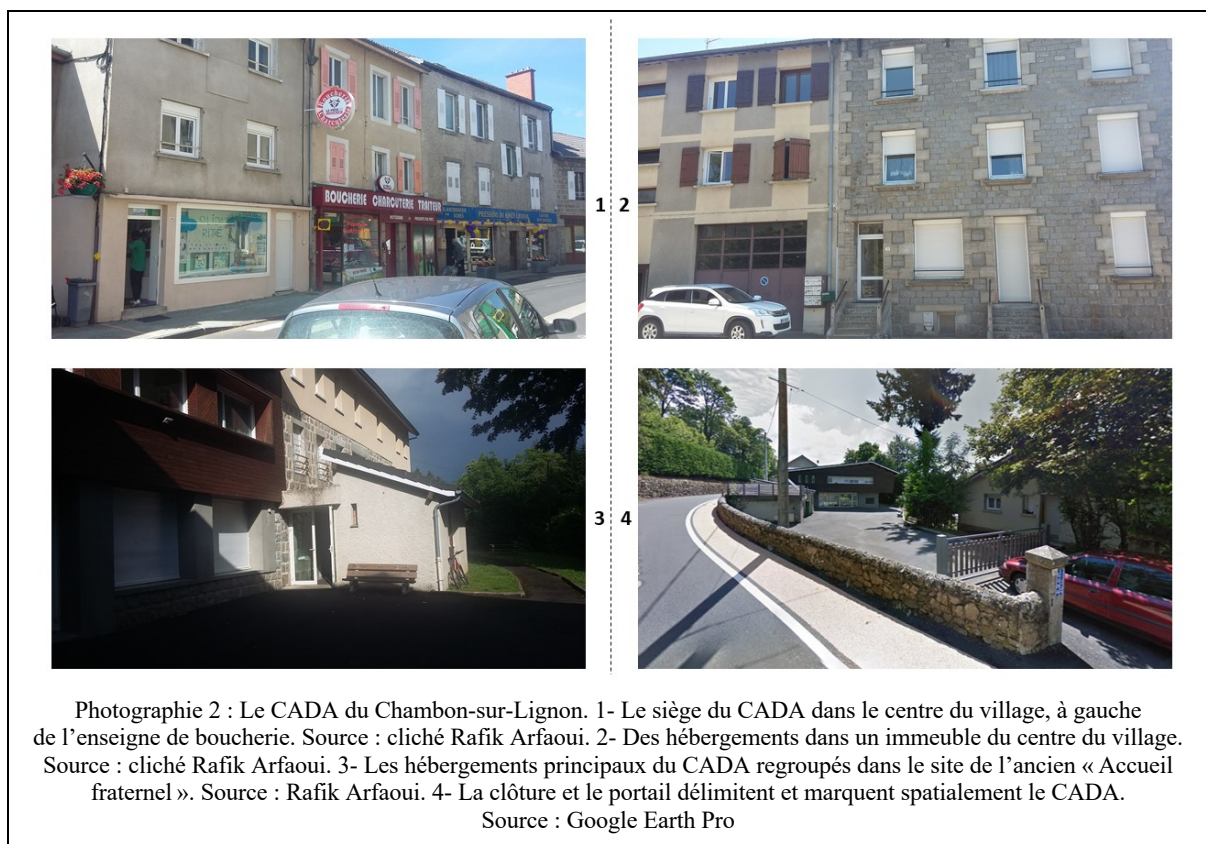 BOUCHERIE CHARCUTERIE TRAITEUR
1
2
3
4
Photographie 2 : Le CADA du Chambon-sur-Lignon. 1- Le siège du CADA dans le centre du village, à gauche
de l’enseigne de boucherie. Source : cliché Rafik Arfaoui. 2- Des hébergements dans un immeuble du centre du village.
Source : cliché Rafik Arfaoui. 3- Les hébergements principaux du CADA regroupés dans le site de l’ancien « Accueil
fraternel ». Source : Rafik Arfaoui. 4- La clôture et le portail délimitent et marquent spatialement le CADA.
Source : Google Earth Pro